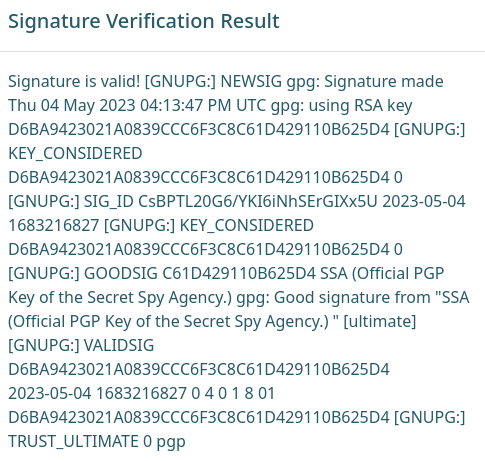 Signature Verification Result
Signature is valid! [GNUPG:] NEWSIG gpg: Signature made
Thu 04 May 2023 04:13:47 PM UTC gpg: using RSA key
D6BA9423021A0839CCC6F3C8C61D429110B625D4 [GNUPG:]
KEY_CONSIDERED
D6BA9423021A0839CCC6F3C8C61D429110B625D4 0
[GNUPG:] SIG_ID CsBPTL20G6/YKI6iNhSErGIXx5U 2023-05-04
1683216827 [GNUPG:] KEY_CONSIDERED
D6BA9423021A0839CCC6F3C8C61D429110B625D4 0
[GNUPG:] GOODSIG C61D429110B625D4 SSA (Official PGP
Key of the Secret Spy Agency.) gpg: Good signature from "SSA
(Official PGP Key of the Secret Spy Agency.) " [ultimate]
[GNUPG:] VALIDSIG
D6BA9423021A0839CCC6F3C8C61D429110B625D4
2023-05-04 1683216827 0 4 0 1 8 01
D6BA9423021A0839CCC6F3C8C61D429110B625D4 [GNUPG:]
TRUST_ULTIMATE 0 pgp